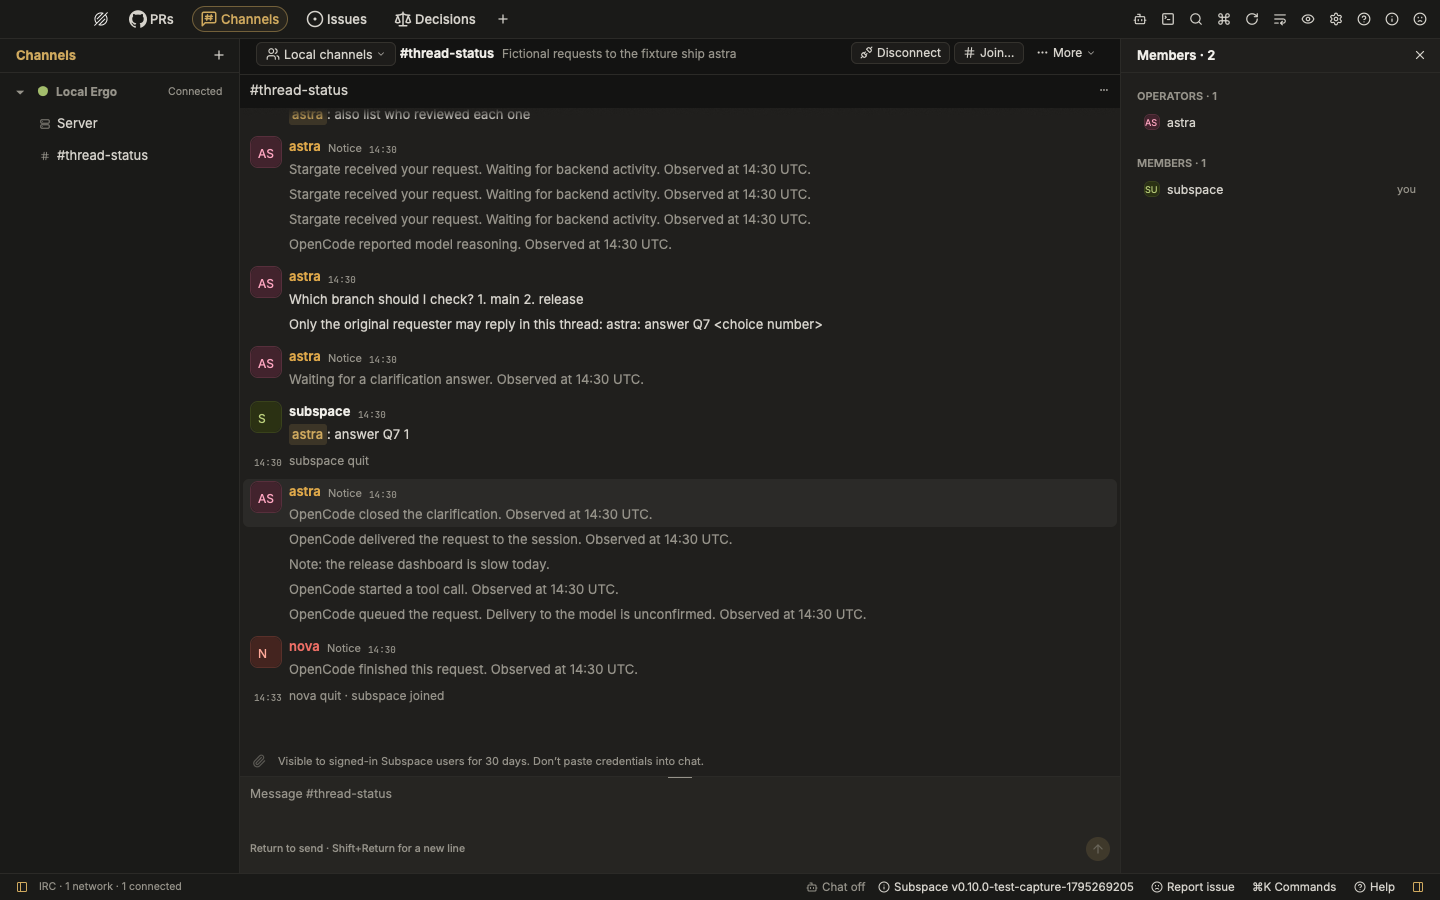 PRs
Channels
Issues
Decisions
Channels
Local Ergo
Connected
Server
#thread-status
Local channels
#thread-status
Fictional requests to the fixture ship astra
Disconnect
Join...
More
#thread-status
astra: also list who reviewed each one
AS
astra Notice 14:30
Stargate received your request. Waiting for backend activity. Observed at 14:30 UTC.
Stargate received your request. Waiting for backend activity. Observed at 14:30 UTC.
Stargate received your request. Waiting for backend activity. Observed at 14:30 UTC.
OpenCode reported model reasoning. Observed at 14:30 UTC.
AS
astra 14:30
Which branch should I check? 1. main 2. release
Only the original requester may reply in this thread: astra: answer Q7 <choice number>
AS
astra Notice 14:30
Waiting for a clarification answer. Observed at 14:30 UTC.
S
subspace 14:30
astra: answer Q7 1
14:30 subspace quit
AS
astra Notice 14:30
OpenCode closed the clarification. Observed at 14:30 UTC.
OpenCode delivered the request to the session. Observed at 14:30 UTC.
Note: the release dashboard is slow today.
OpenCode started a tool call. Observed at 14:30 UTC.
OpenCode queued the request. Delivery to the model is unconfirmed. Observed at 14:30 UTC.
N
nova Notice 14:30
OpenCode finished this request. Observed at 14:30 UTC.
14:33 nova quit · subspace joined
Visible to signed-in Subspace users for 30 days. Don't paste credentials into chat.
Message #thread-status
Return to send · Shift+Return for a new line
Members · 2
OPERATORS · 1
AS astra
MEMBERS · 1
SU subspace you
IRC · 1 network · 1 connected
Chat off
Subspace v0.10.0-test-capture-1795269205
Report issue
⌘K Commands
Help